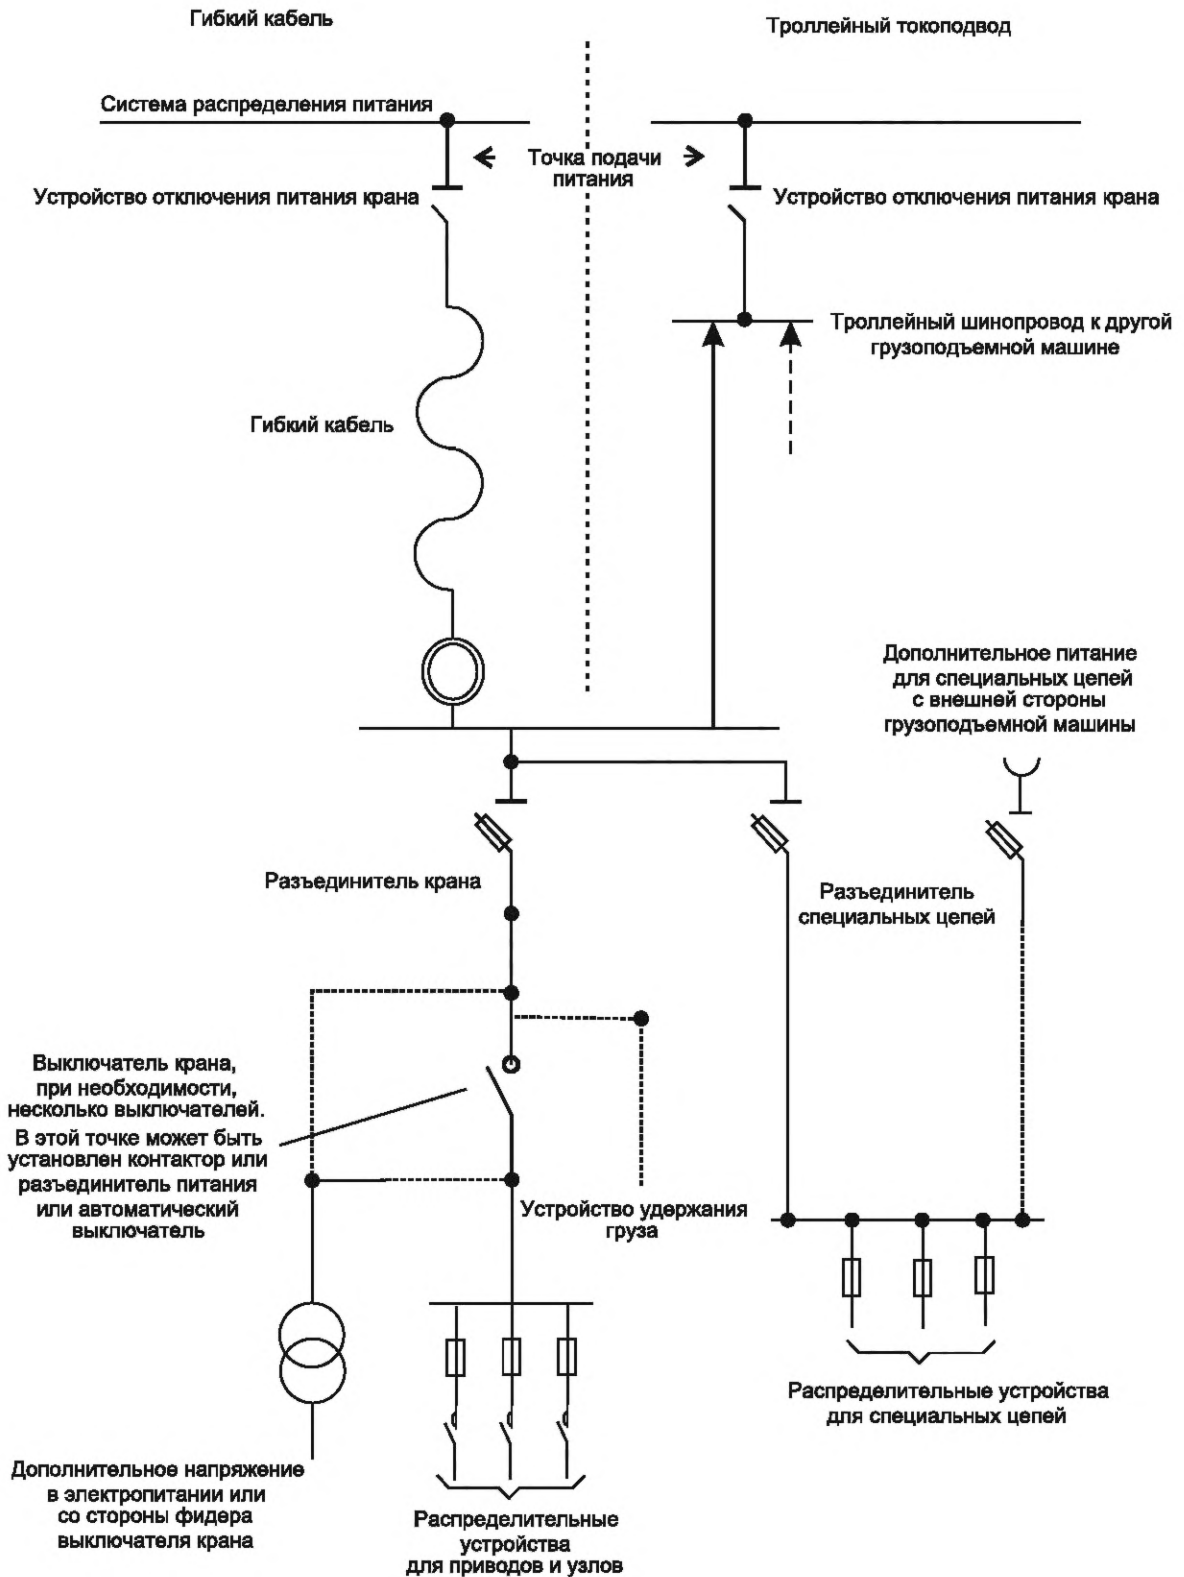 Гибкий кабель
Троллейный токоподвод
Система распределения питания
Точка подачи
питания
Устройство отключения питания крана
Устройство отключения питания крана
Троллейный шинопровод к другой
грузоподъемной машине
Гибкий кабель
Дополнительное питание
для специальных цепей
с внешней стороны
грузоподъемной машины
Разъединитель крана
Разъединитель
специальных цепей
Выключатель крана,
при необходимости,
несколько выключателей.
В этой точке может быть
установлен контактор или
разъединитель питания
или автоматический
выключатель
Устройство удержания
груза
Распределительные устройства
для специальных цепей
Дополнительное напряжение
в электропитании или
со стороны фидера
выключателя крана
Распределительные
устройства
для приводов и узлов